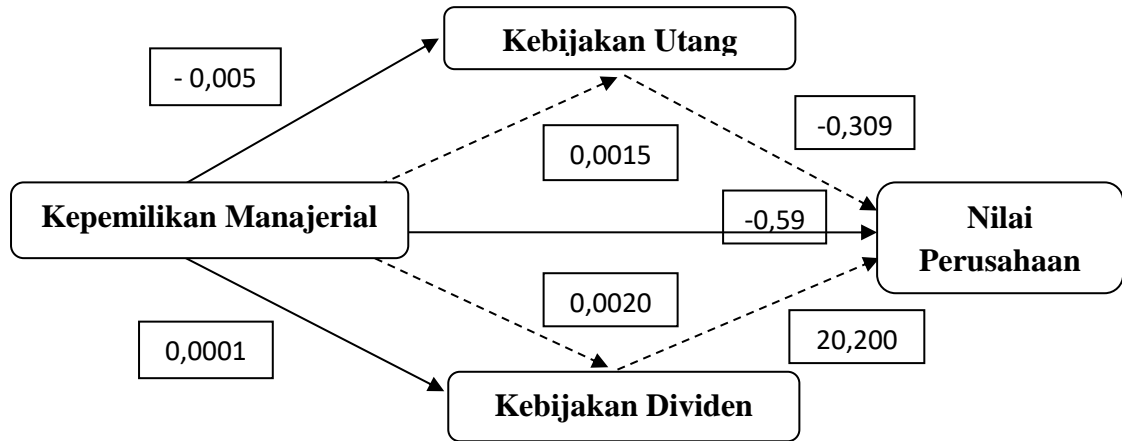 Kebijakan Utang
- 0,005
-0,309
0,0015
Kepemilikan Manajerial
-0,59
Nilai
Perusahaan
0,0020
0,0001
20,200
Kebijakan Dividen